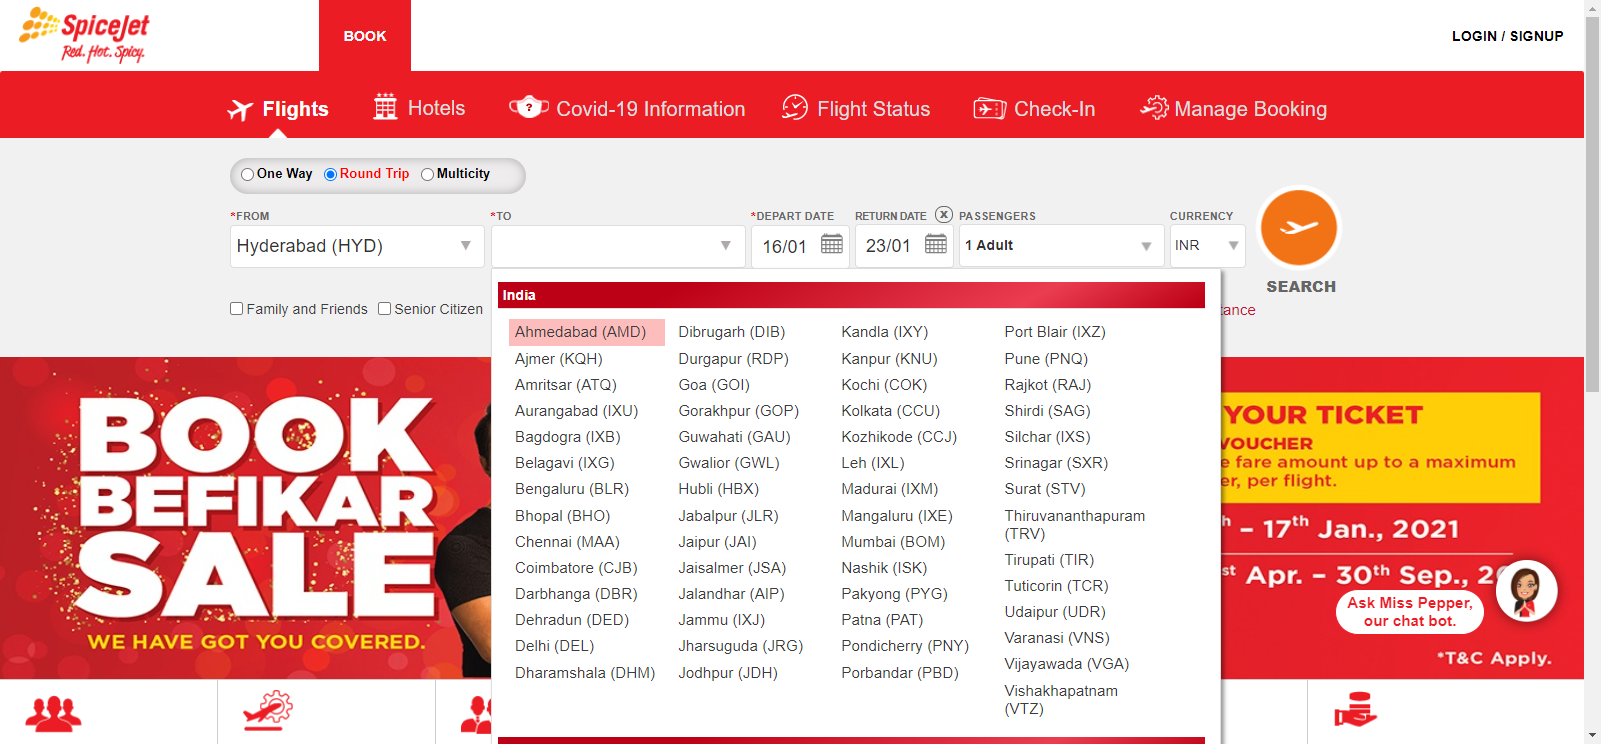 SpiceJet
Red. Hot. Spicy.
BOOK
LOGIN / SIGNUP
Flights
Hotels
?
Covid-19 Information
Flight Status
Check-In
Manage Booking
One Way
Round Trip
Multicity
*FROM
*TO
*DEPART DATE
RETURN DATE
X
PASSENGERS
CURRENCY
Hyderabad (HYD)
16/01
23/01
1 Adult
INR
SEARCH
Family and Friends
Senior Citizen
tance
India
Ahmedabad (AMD)
Ajmer (KQH)
Amritsar (ATQ)
Aurangabad (IXU)
Bagdogra (IXB)
Belagavi (IXG)
Bengaluru (BLR)
Bhopal (BHO)
Chennai (MAA)
Coimbatore (CJB)
Darbhanga (DBR)
Dehradun (DED)
Delhi (DEL)
Dharamshala (DHM)
Dibrugarh (DIB)
Durgapur (RDP)
Goa (GOI)
Gorakhpur (GOP)
Guwahati (GAU)
Gwalior (GWL)
Hubli (HBX)
Jabalpur (JLR)
Jaipur (JAI)
Jaisalmer (JSA)
Jalandhar (AIP)
Jammu (IXJ)
Jharsuguda (JRG)
Jodhpur (JDH)
Kandla (IXY)
Kanpur (KNU)
Kochi (COK)
Kolkata (CCU)
Kozhikode (CCJ)
Leh (IXL)
Madurai (IXM)
Mangaluru (IXE)
Mumbai (BOM)
Nashik (ISK)
Pakyong (PYG)
Patna (PAT)
Pondicherry (PNY)
Porbandar (PBD)
Port Blair (IXZ)
Pune (PNQ)
Rajkot (RAJ)
Shirdi (SAG)
Silchar (IXS)
Srinagar (SXR)
Surat (STV)
Thiruvananthapuram
(TRV)
Tirupati (TIR)
Tuticorin (TCR)
Udaipur (UDR)
Varanasi (VNS)
Vijayawada (VGA)
Vishakhapatnam
(VTZ)
BOOK
BEFIKAR
SALE
WE HAVE GOT YOU COVERED.
YOUR TICKET
VOUCHER
e fare amount up to a maximum
er, per flight.
h – 17th Jan., 2021
st Apr. – 30th Sep., 2
Ask Miss Pepper,
our chat bot.
*T&C Apply.